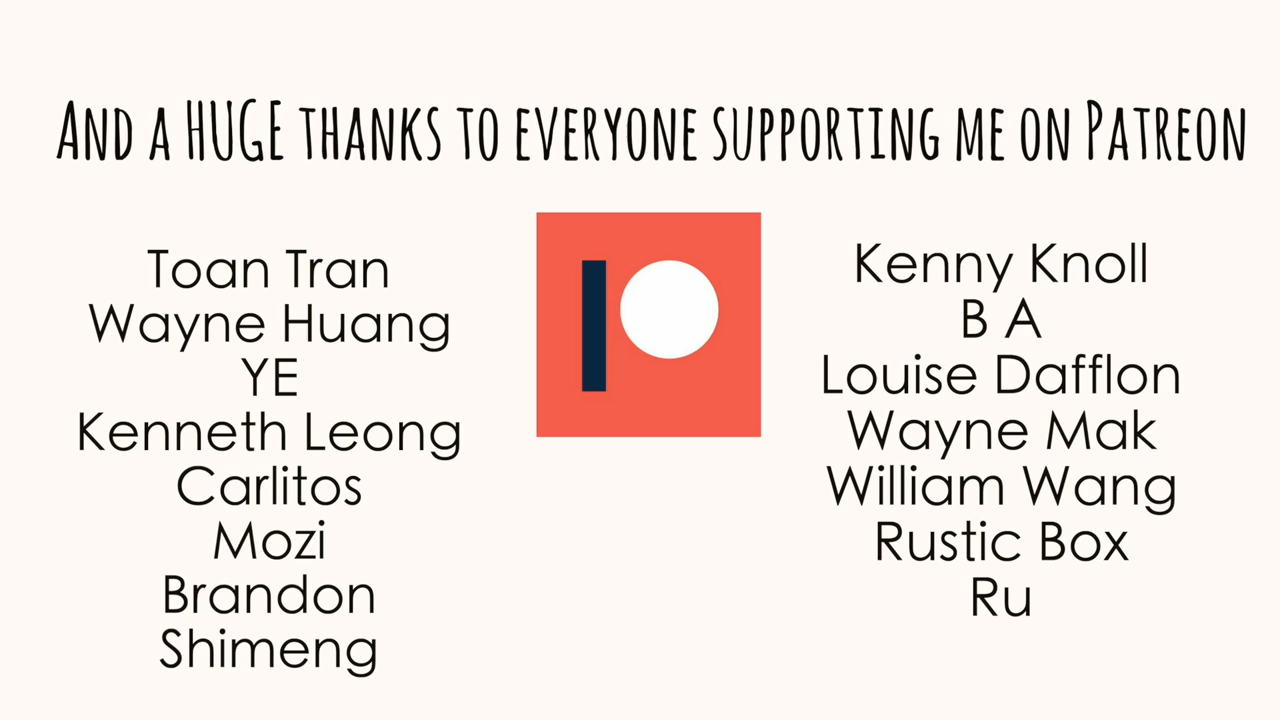 And a HUGE thanks to everyone supporting me on Patreon
Toan Tran
Wayne Huang
YE
Kenneth Leong
Carlitos
Mozi
Brandon
Shimeng
Kenny Knoll
B A
Louise Dafflon
Wayne Mak
William Wang
Rustic Box
Ru